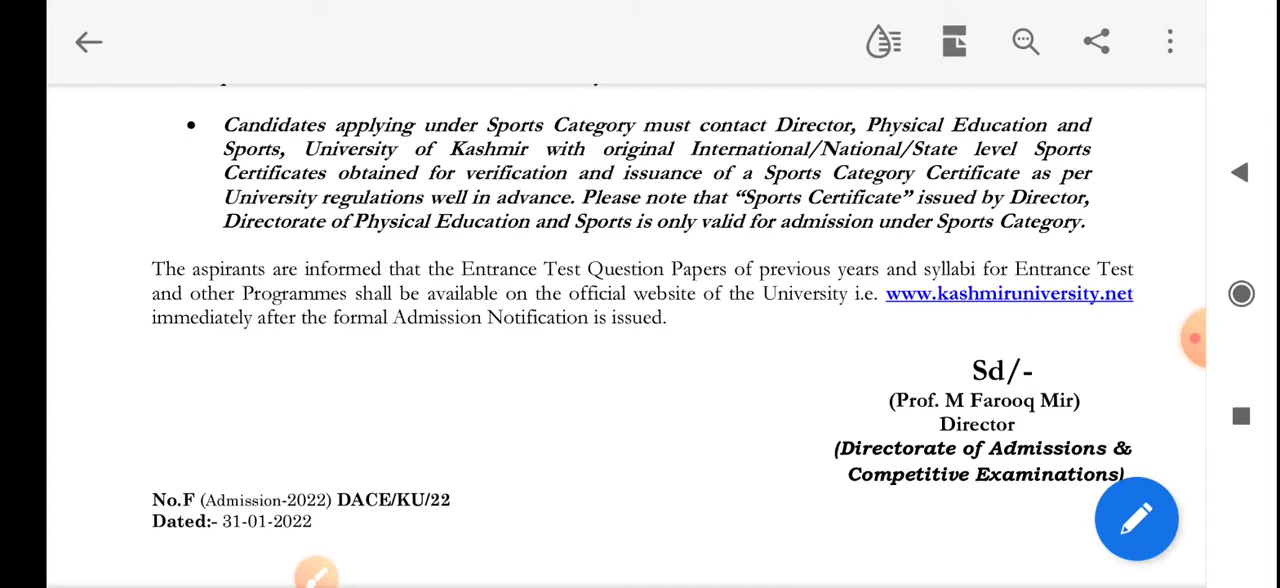 • Candidates applying under Sports Category must contact Director, Physical Education and
Sports, University of Kashmir with original International/National/State level Sports
Certificates obtained for verification and issuance of a Sports Category Certificate as per
University regulations well in advance. Please note that “Sports Certificate” issued by Director,
Directorate of Physical Education and Sports is only valid for admission under Sports Category.
The aspirants are informed that the Entrance Test Question Papers of previous years and syllabi for Entrance Test
and other Programmes shall be available on the official website of the University i.e. www.kashmiruniversity.net
immediately after the formal Admission Notification is issued.
Sd/-
(Prof. M Farooq Mir)
Director
(Directorate of Admissions &
Competitive Examinations)
No.F (Admission-2022) DACE/KU/22
Dated:- 31-01-2022